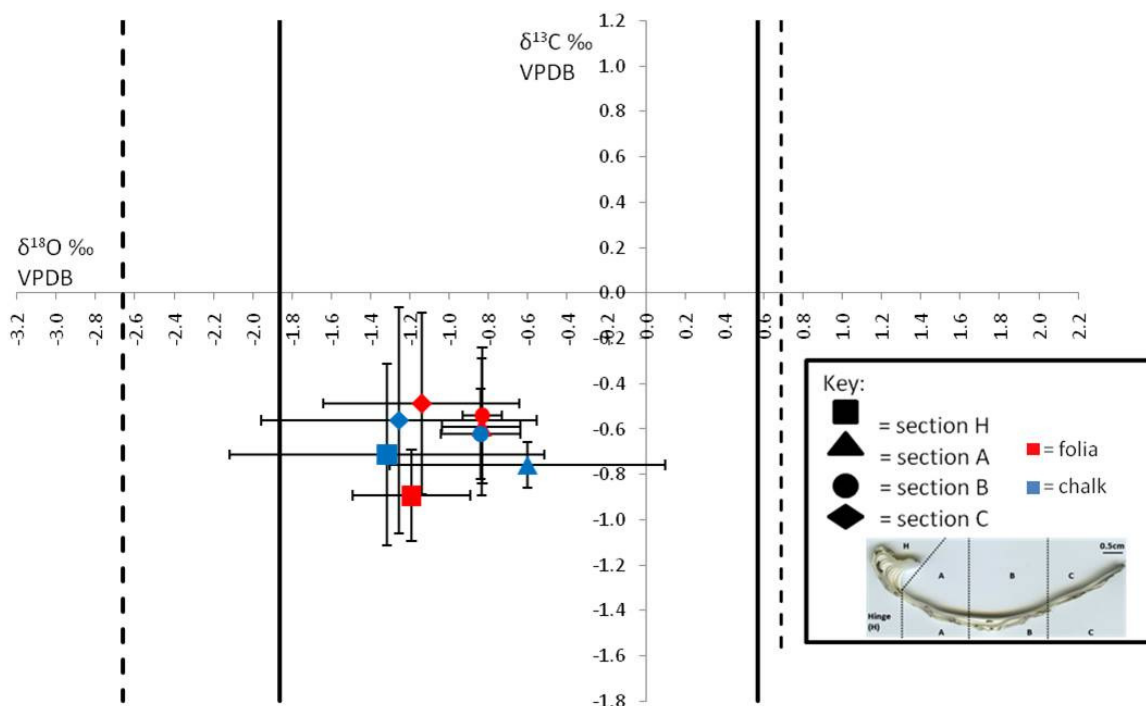 δ¹³C ‰
VPDB
1.2
1.0
0.8
0.6
0.4
0.2
0.0
-0.2
-0.4
-0.6
-0.8
-1.0
-1.2
-1.4
-1.6
-1.8
δ¹⁸O ‰
VPDB
-3.2 -3.0 -2.8 -2.6 -2.4 -2.2 -2.0 -1.8 -1.6 -1.4 -1.2 -1.0 -0.8 -0.6 -0.4 -0.2 0.0 0.2 0.4 0.6 0.8 1.0 1.2 1.4 1.6 1.8 2.0 2.2
Key:
= section H
= section A
= section B
= section C
= folia
= chalk
H A B C 0.5cm
Hinge
(H) A B C